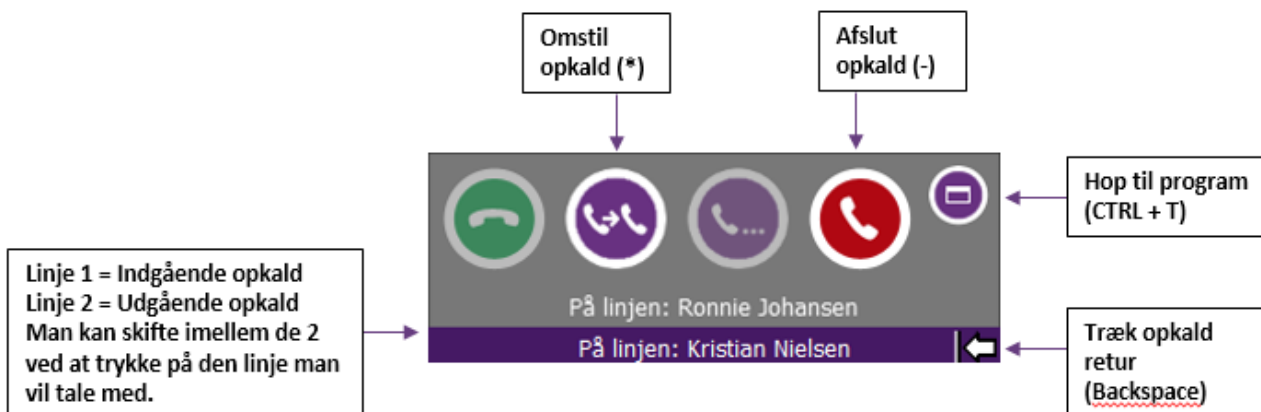 Omstil
opkald (*)
Afslut
opkald (-)
Hop til program
(CTRL + T)
Linje 1 = Indgående opkald
Linje 2 = Udgående opkald
Man kan skifte imellem de 2
ved at trykke på den linje man
vil tale med.
På linjen: Ronnie Johansen
På linjen: Kristian Nielsen
Træk opkald
retur
(Backspace)